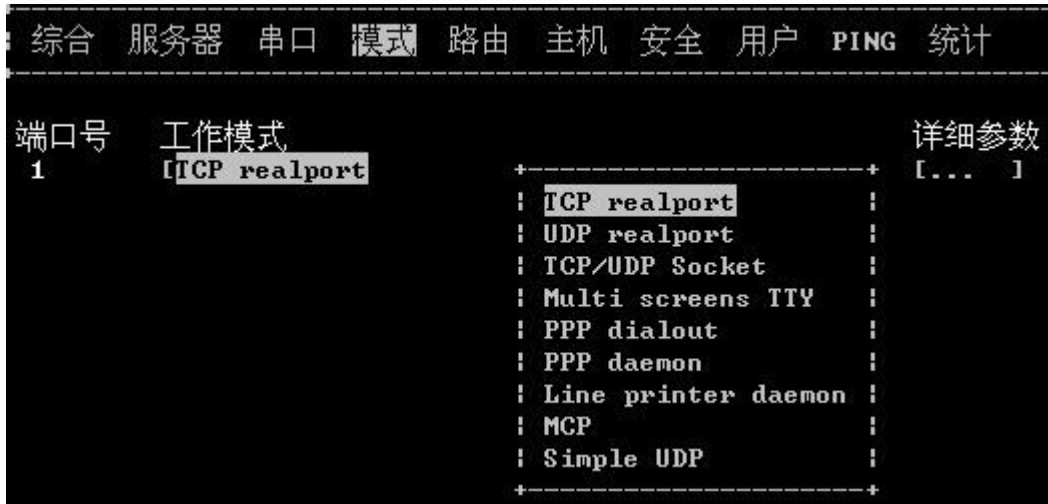 综合 服务器 串口 模式 路由 主机 安全 用户 PING 统计
端口号 工作模式 详细参数
1 [TCP realport [... ]
TCP realport
UDP realport
TCP/UDP Socket
Multi screens TTY
PPP dialout
PPP daemon
Line printer daemon
MCP
Simple UDP